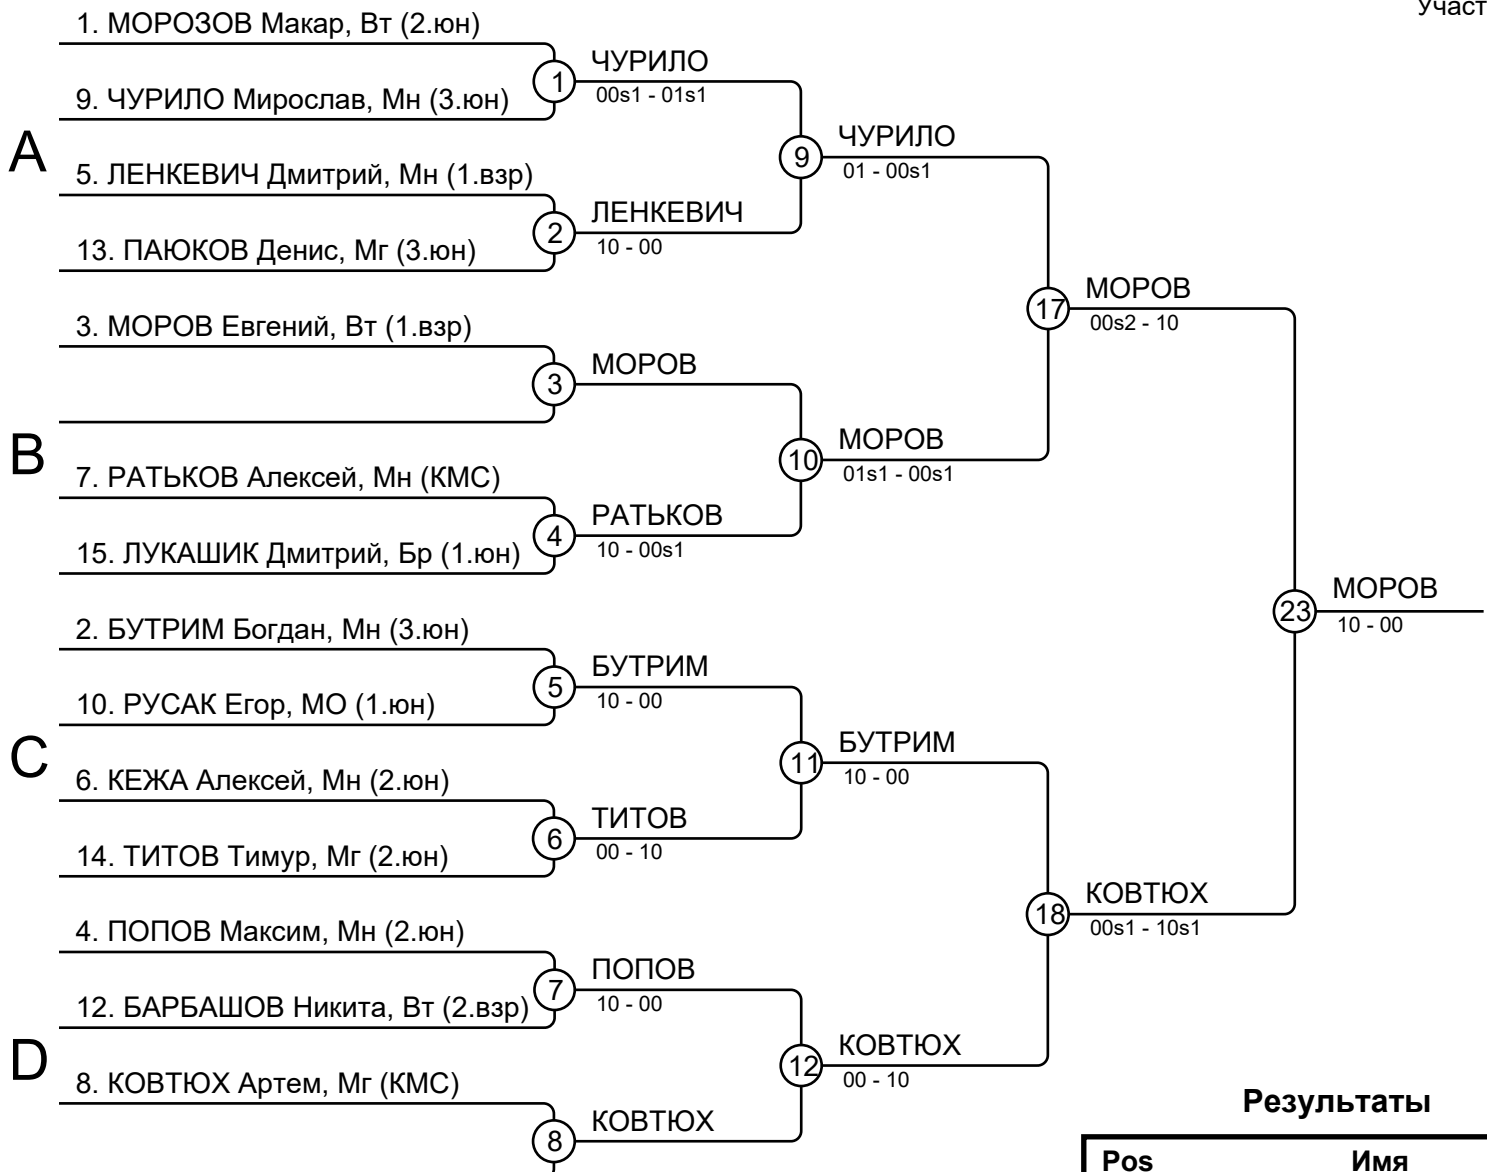 Участ
1. МОРОЗОВ Макар, Вт (2.юн)
9. ЧУРИЛО Мирослав, Мн (3.юн)
1
ЧУРИЛО
00s1 - 01s1
A
5. ЛЕНКЕВИЧ Дмитрий, Мн (1.взр)
13. ПАЮКОВ Денис, Мг (3.юн)
2
ЛЕНКЕВИЧ
10 - 00
9
ЧУРИЛО
01 - 00s1
3. МОРОВ Евгений, Вт (1.взр)
3
МОРОВ
B
7. РАТЬКОВ Алексей, Мн (КМС)
15. ЛУКАШИК Дмитрий, Бр (1.юн)
4
РАТЬКОВ
10 - 00s1
10
МОРОВ
01s1 - 00s1
17
МОРОВ
00s2 - 10
2. БУТРИМ Богдан, Мн (3.юн)
10. РУСАК Егор, МО (1.юн)
5
БУТРИМ
10 - 00
C
6. КЕЖА Алексей, Мн (2.юн)
14. ТИТОВ Тимур, Мг (2.юн)
6
ТИТОВ
00 - 10
11
БУТРИМ
10 - 00
4. ПОПОВ Максим, Мн (2.юн)
12. БАРБАШОВ Никита, Вт (2.взр)
7
ПОПОВ
10 - 00
D
8. КОВТЮХ Артем, Мг (КМС)
8
КОВТЮХ
12
КОВТЮХ
00 - 10
18
КОВТЮХ
00s1 - 10s1
23
МОРОВ
10 - 00
Результаты
Pos Имя